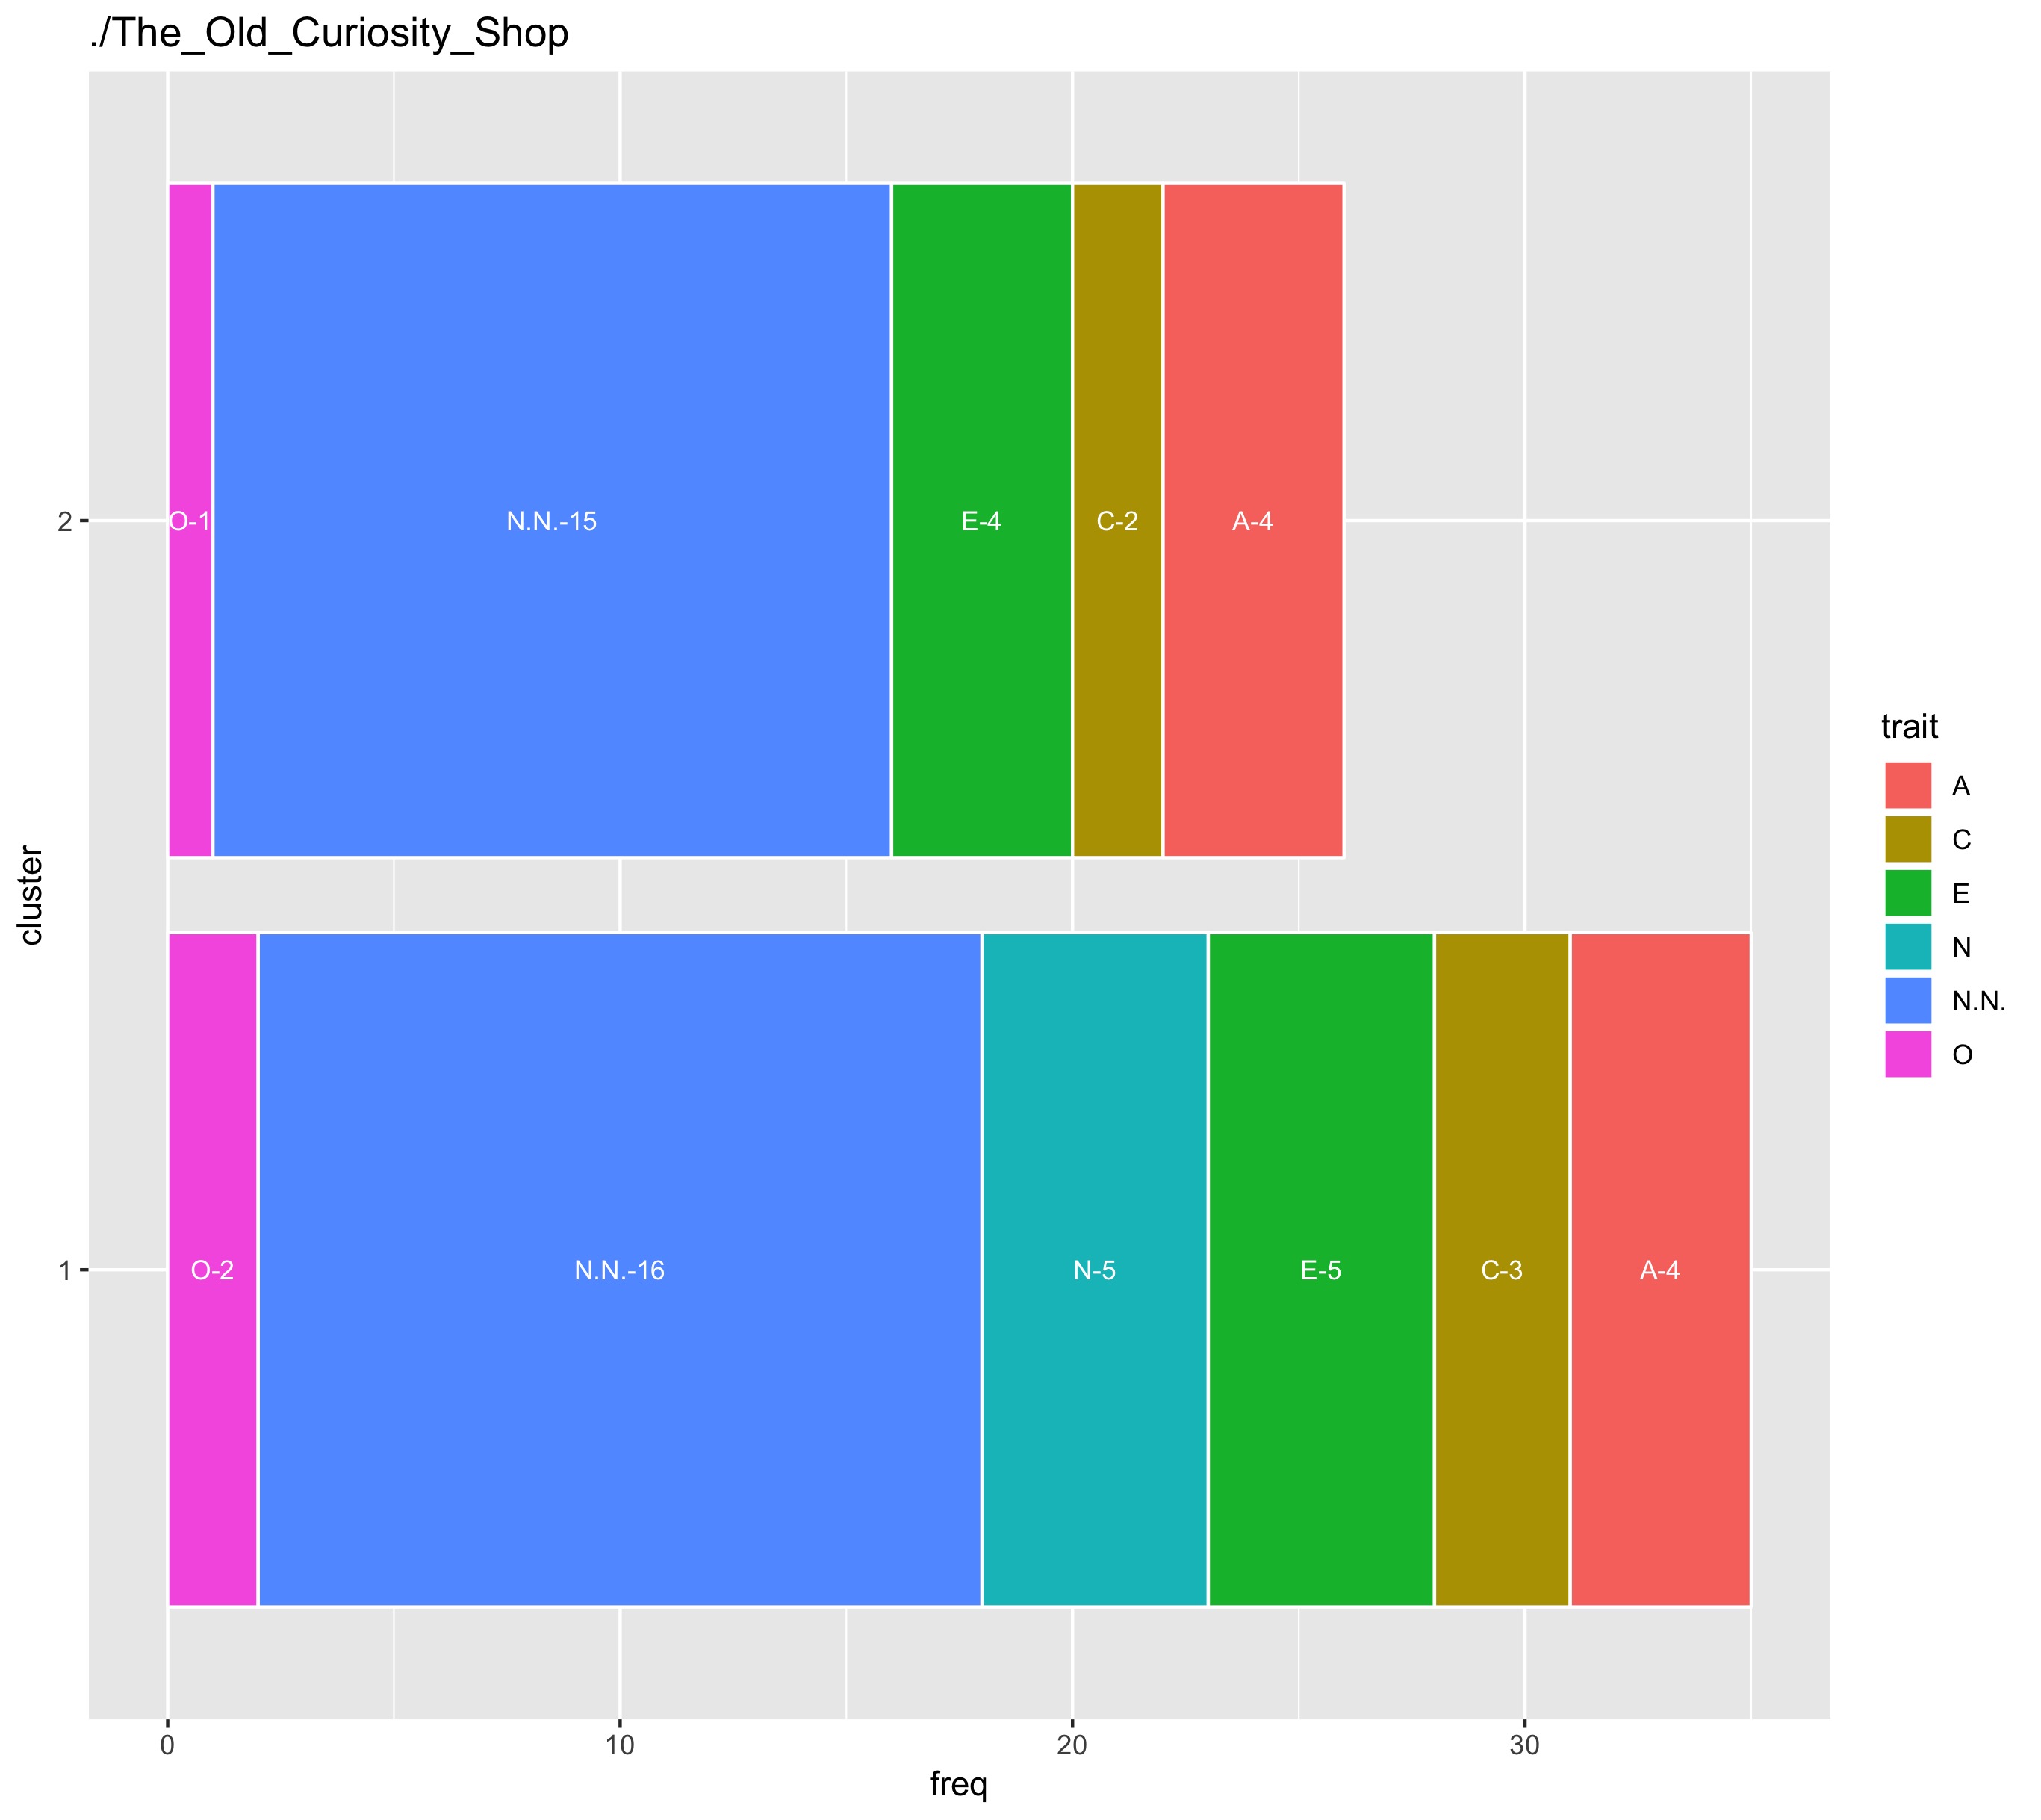 ./The_Old_Curiosity_Shop
2
O-1 N.N.-15 E-4 C-2 A-4
cluster
1
O-2 N.N.-16 N-5 E-5 C-3 A-4
0 10 20 30
freq
trait
A
C
E
N
N.N.
O